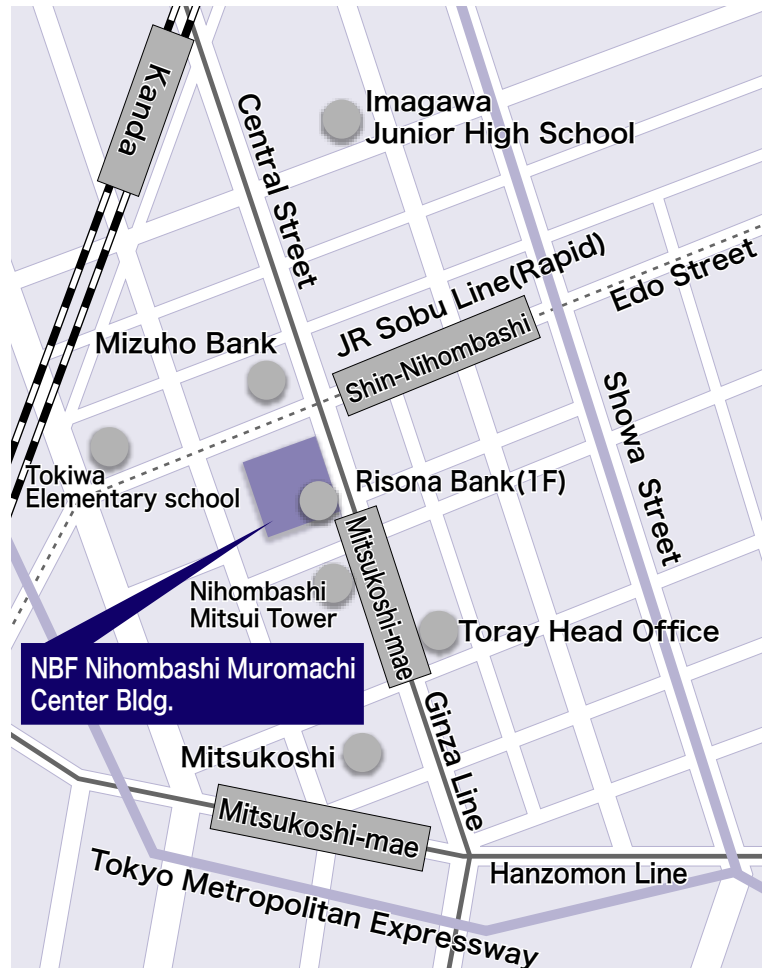 Kanda
Imagawa
Junior High School
Central Street
JR Sobu Line(Rapid)
Edo Street
Mizuho Bank
Shin-Nihombashi
Showa Street
Tokiwa
Elementary school
Risona Bank(1F)
Mitsukoshi-mae
Nihombashi
Mitsui Tower
Toray Head Office
NBF Nihombashi Muromachi
Center Bldg.
Ginza Line
Mitsukoshi
Mitsukoshi-mae
Hanzomon Line
Tokyo Metropolitan Expressway